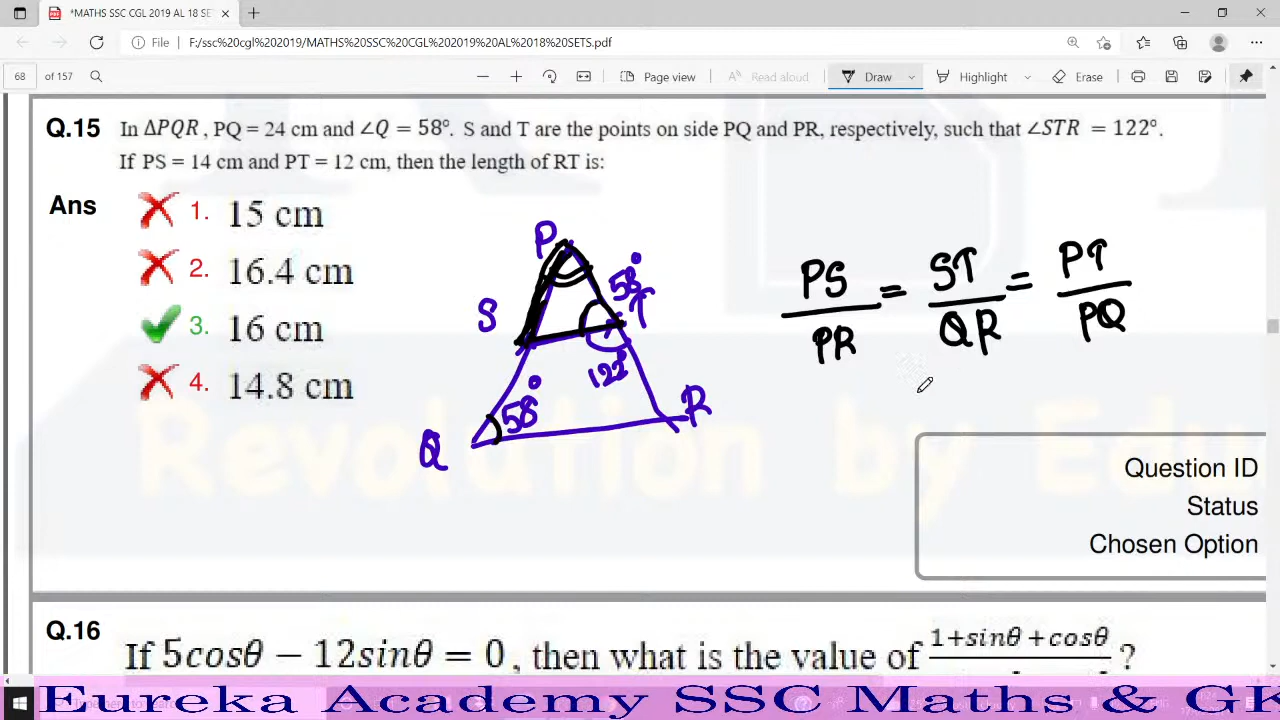 *MATHS SSC CGL 2019 AL 18 SE
File
F:/ssc%20cgl%202019/MATHS%20SSC%20CGL%202019%20AL%2018%20SETS.pdf
68 of 157
Page view
Read aloud
Draw
Highlight
Erase
Q.15 In ΔPQR, PQ = 24 cm and ∠Q = 58°. S and T are the points on side PQ and PR, respectively, such that ∠STR = 122°.
If PS = 14 cm and PT = 12 cm, then the length of RT is:
Ans
1. 15 cm
2. 16.4 cm
3. 16 cm
4. 14.8 cm
P
58°
S
T
122°
58°
Q
R
PS/PR = ST/QR = PT/PQ
Revolution by Edu
Question ID
Status
Chosen Option
Q.16
If 5cosθ − 12sinθ = 0, then what is the value of 1+sinθ+cosθ ?
Eureka Academy SSC Maths & GK